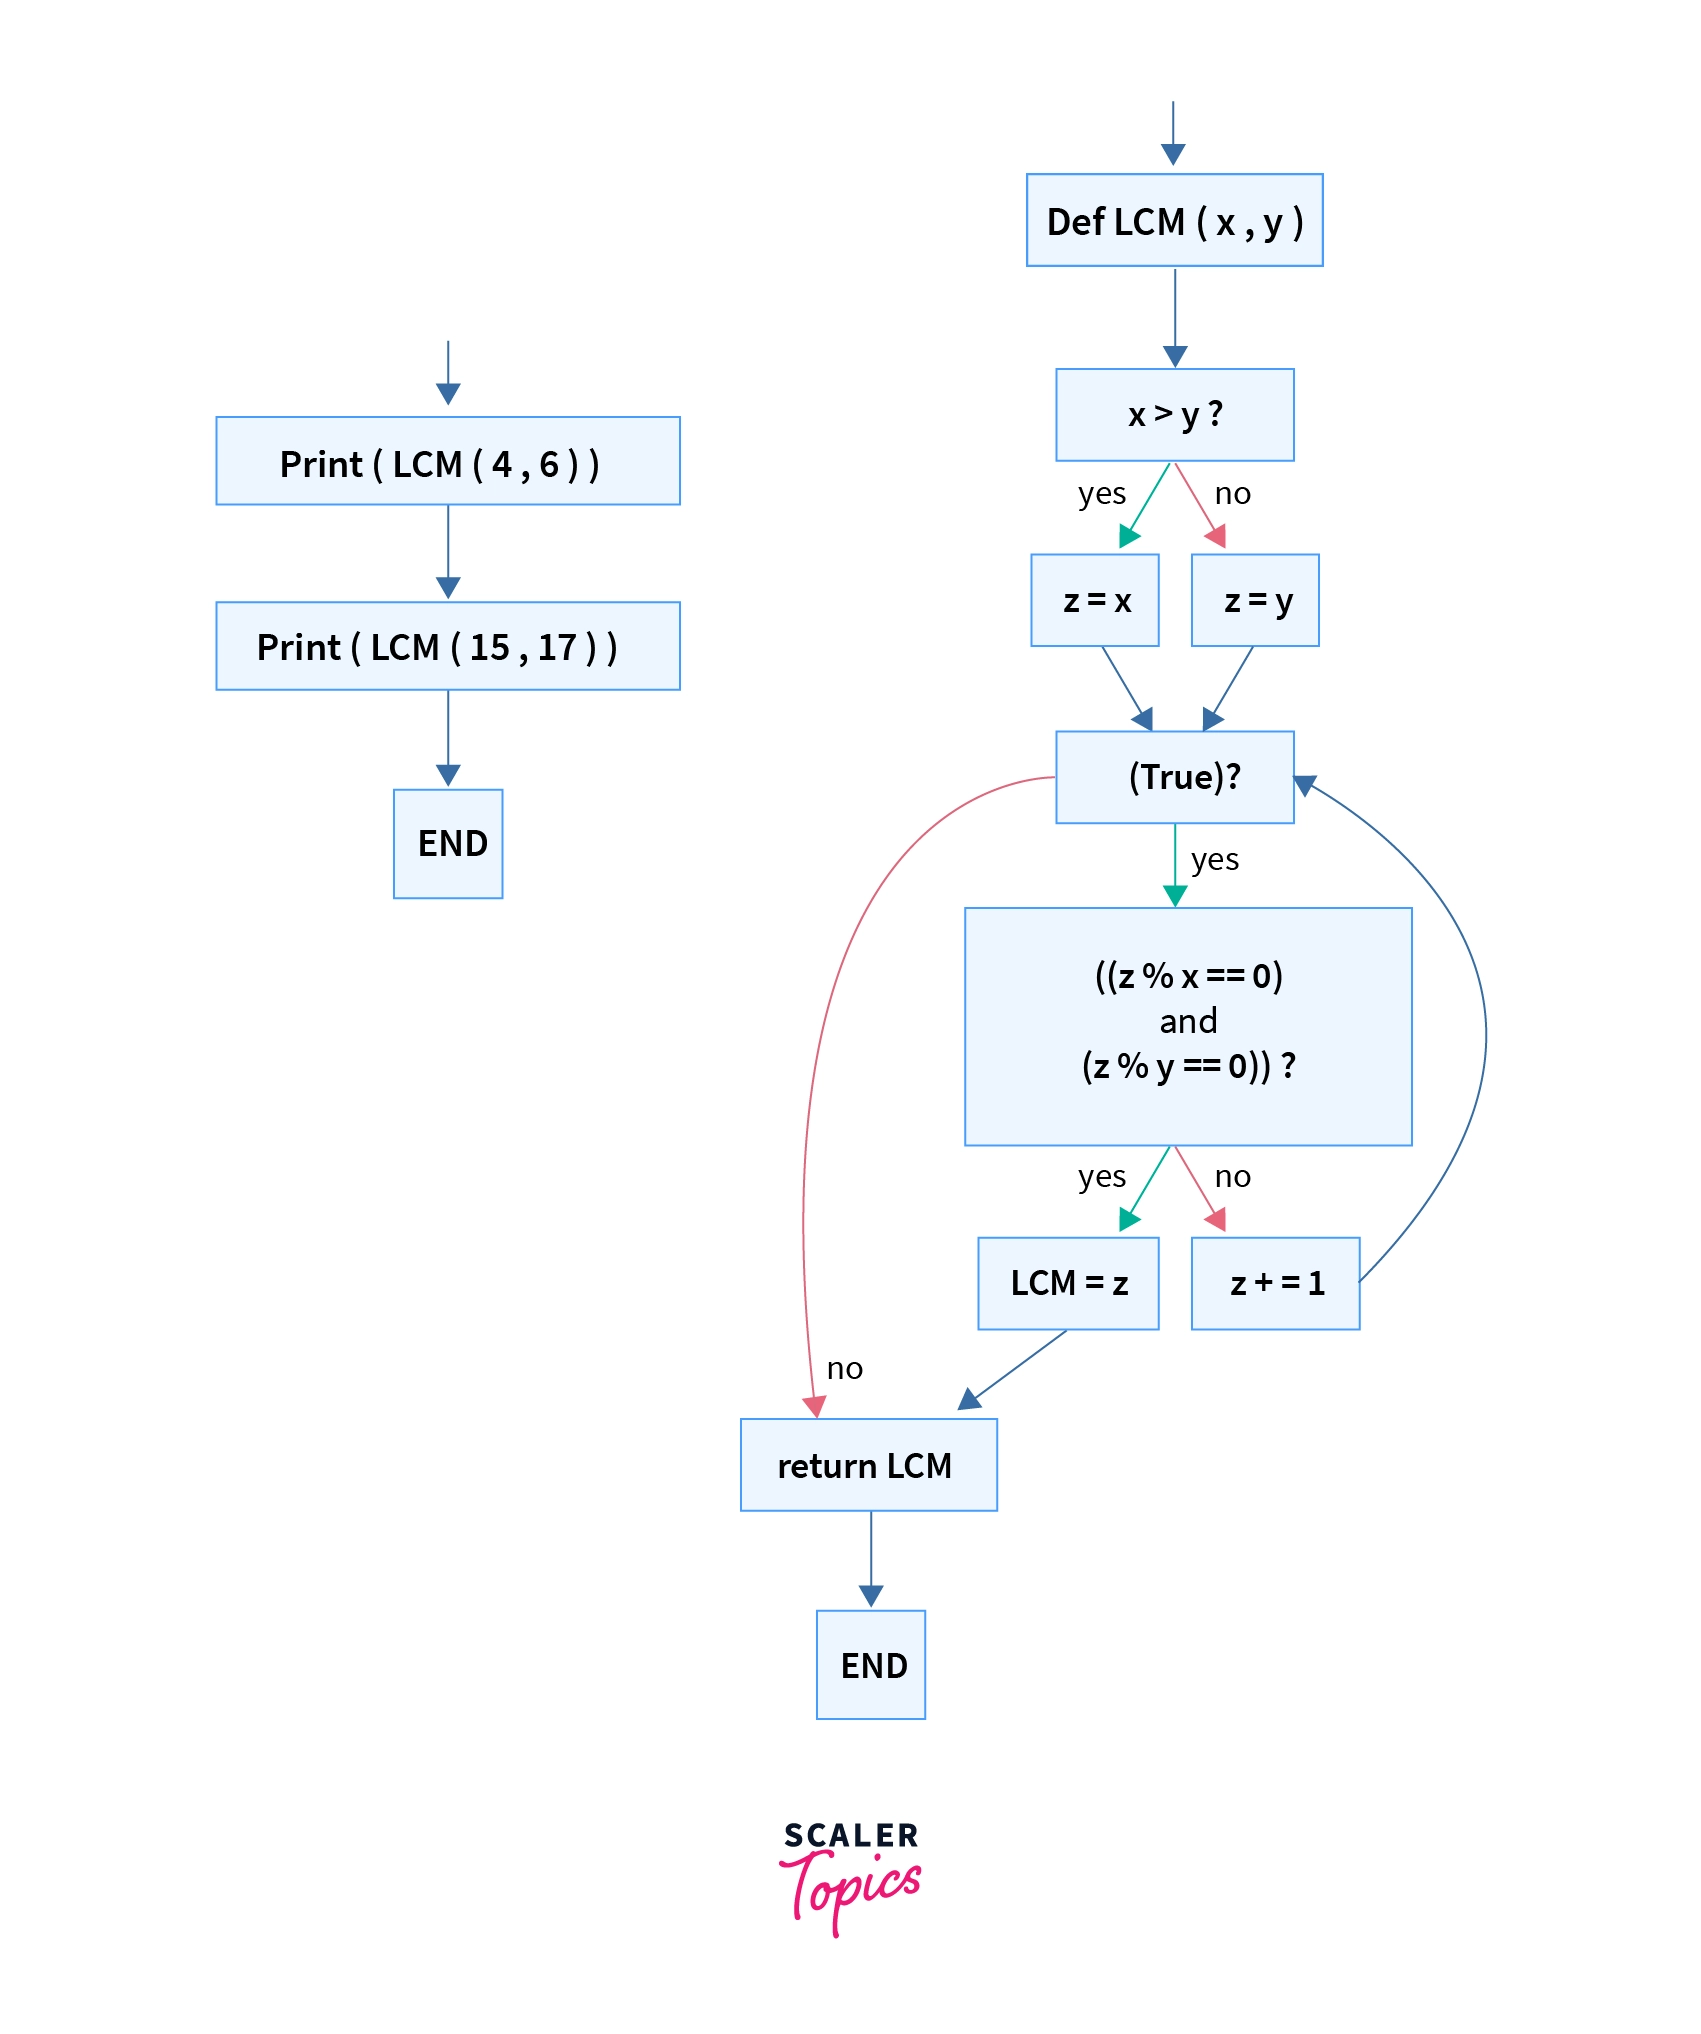 Print ( LCM ( 4 , 6 ) )
Print ( LCM ( 15 , 17 ) )
END
Def LCM ( x , y )
x > y ?
yes
no
z = x
z = y
(True)?
yes
((z % x == 0)
and
(z % y == 0)) ?
yes
no
LCM = z
z + = 1
no
return LCM
END
SCALER
Topics